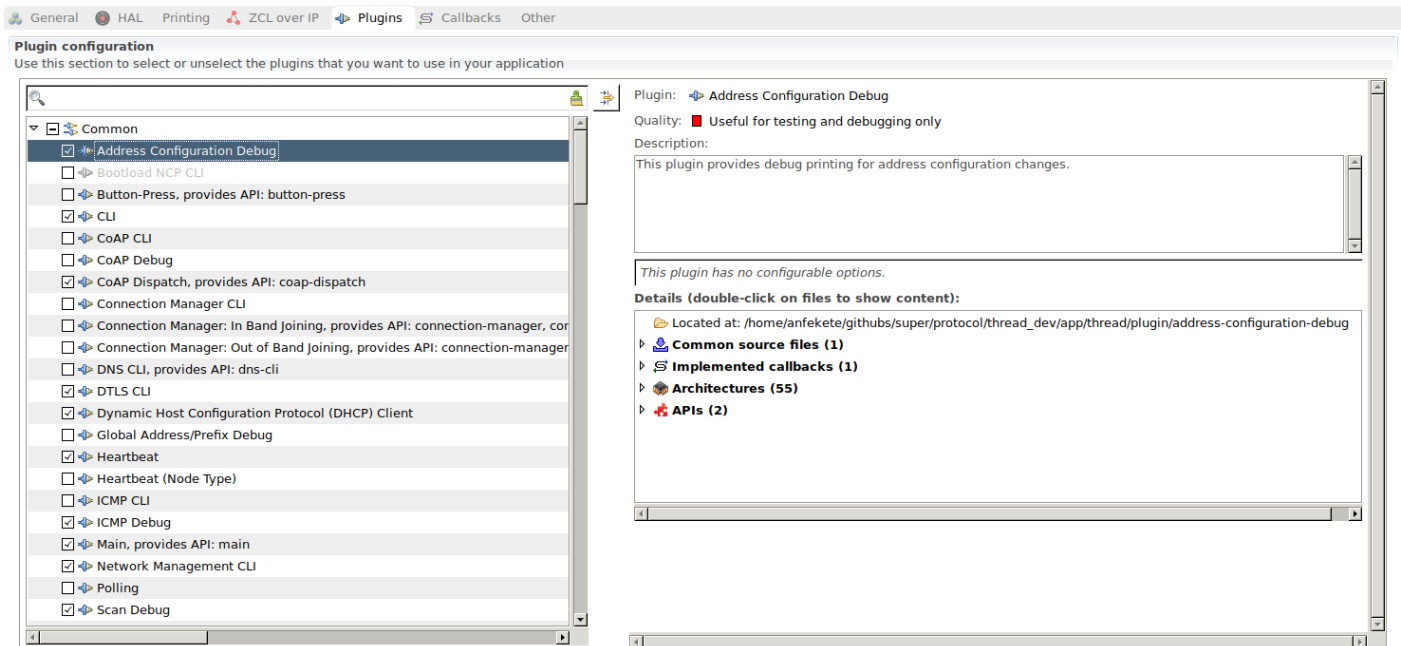 General HAL Printing ZCL over IP Plugins Callbacks Other
Plugin configuration
Use this section to select or unselect the plugins that you want to use in your application
Common
Address Configuration Debug
Bootload NCP CLI
Button-Press, provides API: button-press
CLI
CoAP CLI
CoAP Debug
CoAP Dispatch, provides API: coap-dispatch
Connection Manager CLI
Connection Manager: In Band Joining, provides API: connection-manager, cor
Connection Manager: Out of Band Joining, provides API: connection-manager
DNS CLI, provides API: dns-cli
DTLS CLI
Dynamic Host Configuration Protocol (DHCP) Client
Global Address/Prefix Debug
Heartbeat
Heartbeat (Node Type)
ICMP CLI
ICMP Debug
Main, provides API: main
Network Management CLI
Polling
Scan Debug
Plugin: Address Configuration Debug
Quality: Useful for testing and debugging only
Description:
This plugin provides debug printing for address configuration changes.
This plugin has no configurable options.
Details (double-click on files to show content):
Located at: /home/anfekete/githubs/super/protocol/thread_dev/app/thread/plugin/address-configuration-debug
Common source files (1)
Implemented callbacks (1)
Architectures (55)
APIs (2)